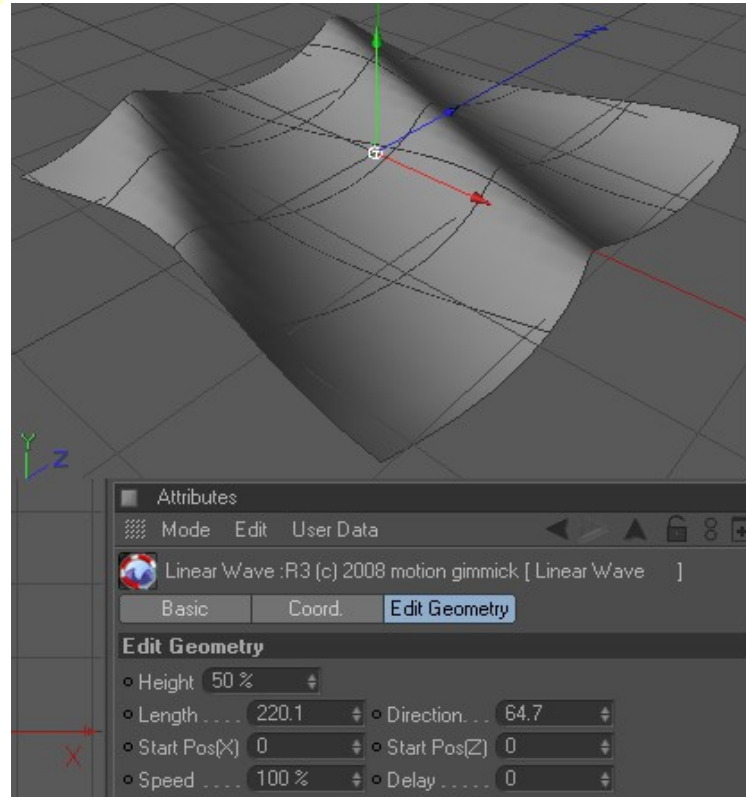 Y
Z
Attributes
Mode Edit User Data
Linear Wave :R3 (c) 2008 motion gimmick [ Linear Wave ]
Basic Coord. Edit Geometry
Edit Geometry
Height 50 %
Length . . . . 220.1 Direction. . . 64.7
Start Pos(X) 0 Start Pos(Z) 0
X
Speed . . . . 100 % Delay . . . . 0